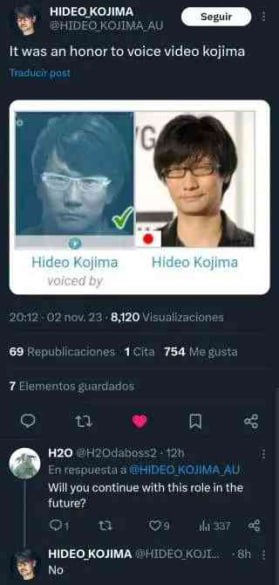 HIDEO_KOJIMA
@HIDEO_KOJIMA_AU
Seguir
It was an honor to voice video kojima
Traducir post
Hideo Kojima
voiced by
Hideo Kojima
20:12 · 02 nov. 23 · 8,120 Visualizaciones
69 Republicaciones 1 Cita 754 Me gusta
7 Elementos guardados
H2O @H2Odaboss2 · 12h
En respuesta a @HIDEO_KOJIMA_AU
Will you continue with this role in the
future?
1 9 337
HIDEO_KOJIMA @HIDEO_KOJI... · 8h
No